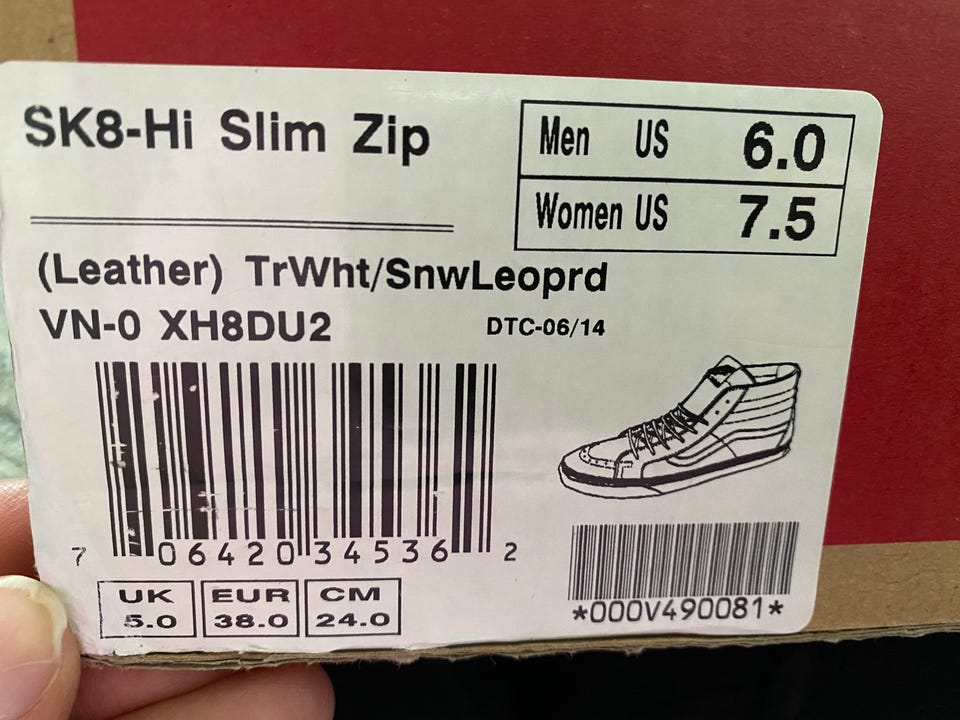 SK8-Hi Slim Zip
Men US 6.0
Women US 7.5
(Leather) TrWht/SnwLeoprd
VN-0 XH8DU2 DTC-06/14
7 06420 34536 2
*000V490081*
UK EUR CM
5.0 38.0 24.0